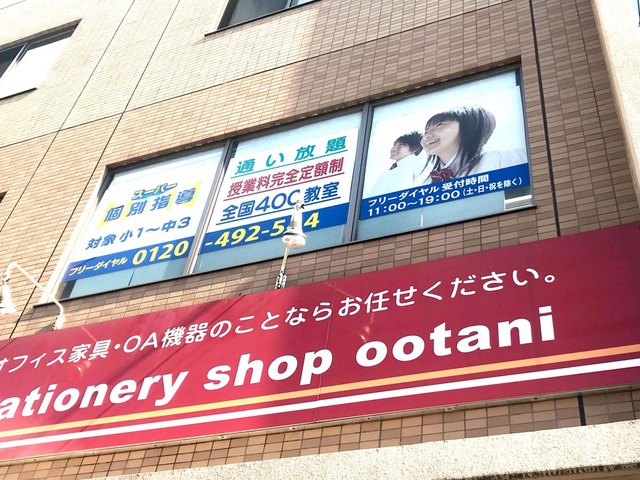 スーパー
個別指導
対象 小1～中3
フリーダイヤル 0120
通い放題
授業料完全定額制
全国400教室
-492-5 4
フリーダイヤル 受付時間
11:00～19:00(土・日・祝を除く)
オフィス家具・OA機器のことならお任せください。
ationery shop ootani